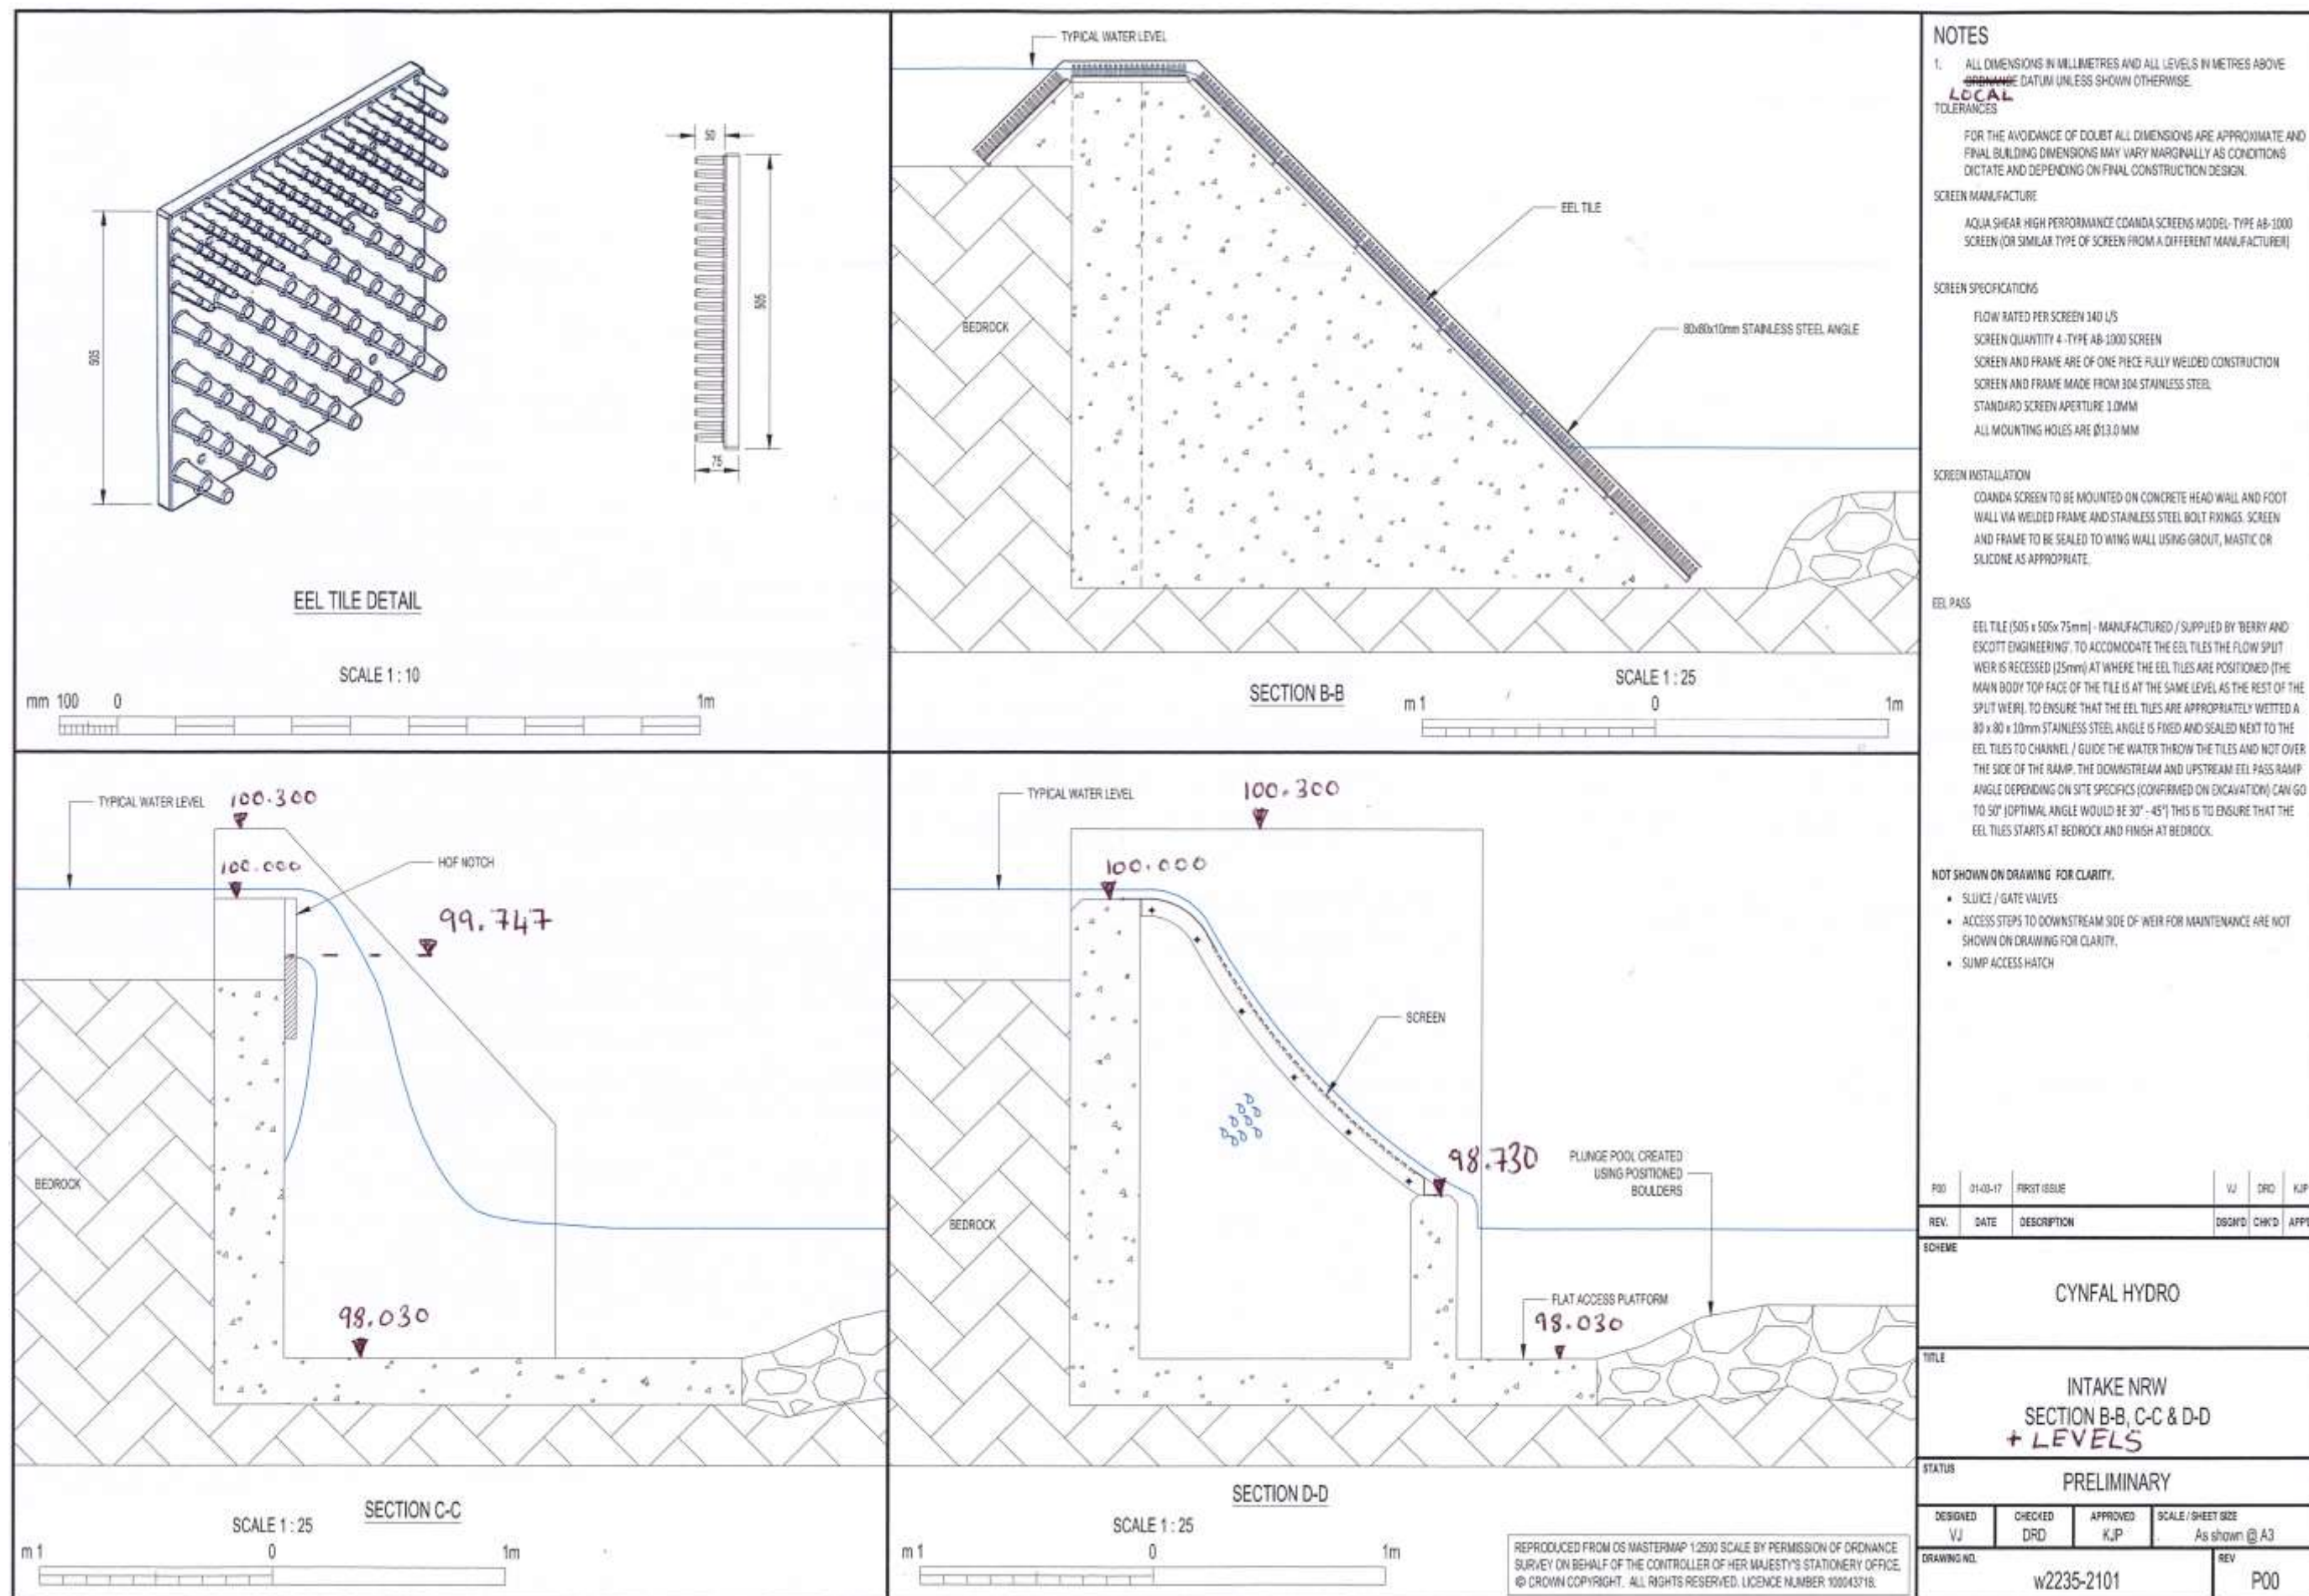 TYPICAL WATER LEVEL
50
505
505
75
EEL TILE DETAIL
SCALE 1 : 10
mm 100 0 1m
EEL TILE
BEDROCK
80x80x10mm STAINLESS STEEL ANGLE
SECTION B-B
SCALE 1 : 25
m 1 0 1m
TYPICAL WATER LEVEL
100.300
100.000
HOF NOTCH
99.747
BEDROCK
98.030
SECTION C-C
SCALE 1 : 25
m 1 0 1m
TYPICAL WATER LEVEL
100.300
100.000
SCREEN
98.730
PLUNGE POOL CREATED
USING POSITIONED
BOULDERS
BEDROCK
FLAT ACCESS PLATFORM
98.030
SECTION D-D
SCALE 1 : 25
m 1 0 1m
REPRODUCED FROM OS MASTERMAP 1:2500 SCALE BY PERMISSION OF ORDNANCE
SURVEY ON BEHALF OF THE CONTROLLER OF HER MAJESTY'S STATIONERY OFFICE.
© CROWN COPYRIGHT. ALL RIGHTS RESERVED. LICENCE NUMBER 100043718.
NOTES
1. ALL DIMENSIONS IN MILLIMETRES AND ALL LEVELS IN METRES ABOVE
ORDNANCE DATUM UNLESS SHOWN OTHERWISE.
LOCAL
TOLERANCES
FOR THE AVOIDANCE OF DOUBT ALL DIMENSIONS ARE APPROXIMATE AND
FINAL BUILDING DIMENSIONS MAY VARY MARGINALLY AS CONDITIONS
DICTATE AND DEPENDING ON FINAL CONSTRUCTION DESIGN.
SCREEN MANUFACTURE
AQUA SHEAR HIGH PERFORMANCE COANDA SCREENS MODEL- TYPE AB-1000
SCREEN (OR SIMILAR TYPE OF SCREEN FROM A DIFFERENT MANUFACTURER)
SCREEN SPECIFICATIONS
FLOW RATED PER SCREEN 140 L/S
SCREEN QUANTITY 4 -TYPE AB-1000 SCREEN
SCREEN AND FRAME ARE OF ONE PIECE FULLY WELDED CONSTRUCTION
SCREEN AND FRAME MADE FROM 304 STAINLESS STEEL
STANDARD SCREEN APERTURE 1.0MM
ALL MOUNTING HOLES ARE Ø13.0 MM
SCREEN INSTALLATION
COANDA SCREEN TO BE MOUNTED ON CONCRETE HEAD WALL AND FOOT
WALL VIA WELDED FRAME AND STAINLESS STEEL BOLT FIXINGS. SCREEN
AND FRAME TO BE SEALED TO WING WALL USING GROUT, MASTIC OR
SILICONE AS APPROPRIATE.
EEL PASS
EEL TILE (505 x 505x 75mm) - MANUFACTURED / SUPPLIED BY 'BERRY AND
ESCOTT ENGINEERING'. TO ACCOMODATE THE EEL TILES THE FLOW SPLIT
WEIR IS RECESSED (25mm) AT WHERE THE EEL TILES ARE POSITIONED (THE
MAIN BODY TOP FACE OF THE TILE IS AT THE SAME LEVEL AS THE REST OF THE
SPLIT WEIR). TO ENSURE THAT THE EEL TILES ARE APPROPRIATELY WETTED A
80 x 80 x 10mm STAINLESS STEEL ANGLE IS FIXED AND SEALED NEXT TO THE
EEL TILES TO CHANNEL / GUIDE THE WATER THROW THE TILES AND NOT OVER
THE SIDE OF THE RAMP. THE DOWNSTREAM AND UPSTREAM EEL PASS RAMP
ANGLE DEPENDING ON SITE SPECIFICS (CONFIRMED ON EXCAVATION) CAN GO
TO 50° (OPTIMAL ANGLE WOULD BE 30° - 45°) THIS IS TO ENSURE THAT THE
EEL TILES STARTS AT BEDROCK AND FINISH AT BEDROCK.
NOT SHOWN ON DRAWING FOR CLARITY.
• SLUICE / GATE VALVES
• ACCESS STEPS TO DOWNSTREAM SIDE OF WEIR FOR MAINTENANCE ARE NOT
SHOWN ON DRAWING FOR CLARITY.
• SUMP ACCESS HATCH
P00 01-03-17 FIRST ISSUE VJ DRD KJP
REV. DATE DESCRIPTION DSGN'D CHK'D APP'D
SCHEME
CYNFAL HYDRO
TITLE
INTAKE NRW
SECTION B-B, C-C & D-D
+ LEVELS
STATUS
PRELIMINARY
DESIGNED CHECKED APPROVED SCALE / SHEET SIZE
VJ DRD KJP As shown @ A3
DRAWING NO. REV
w2235-2101 P00